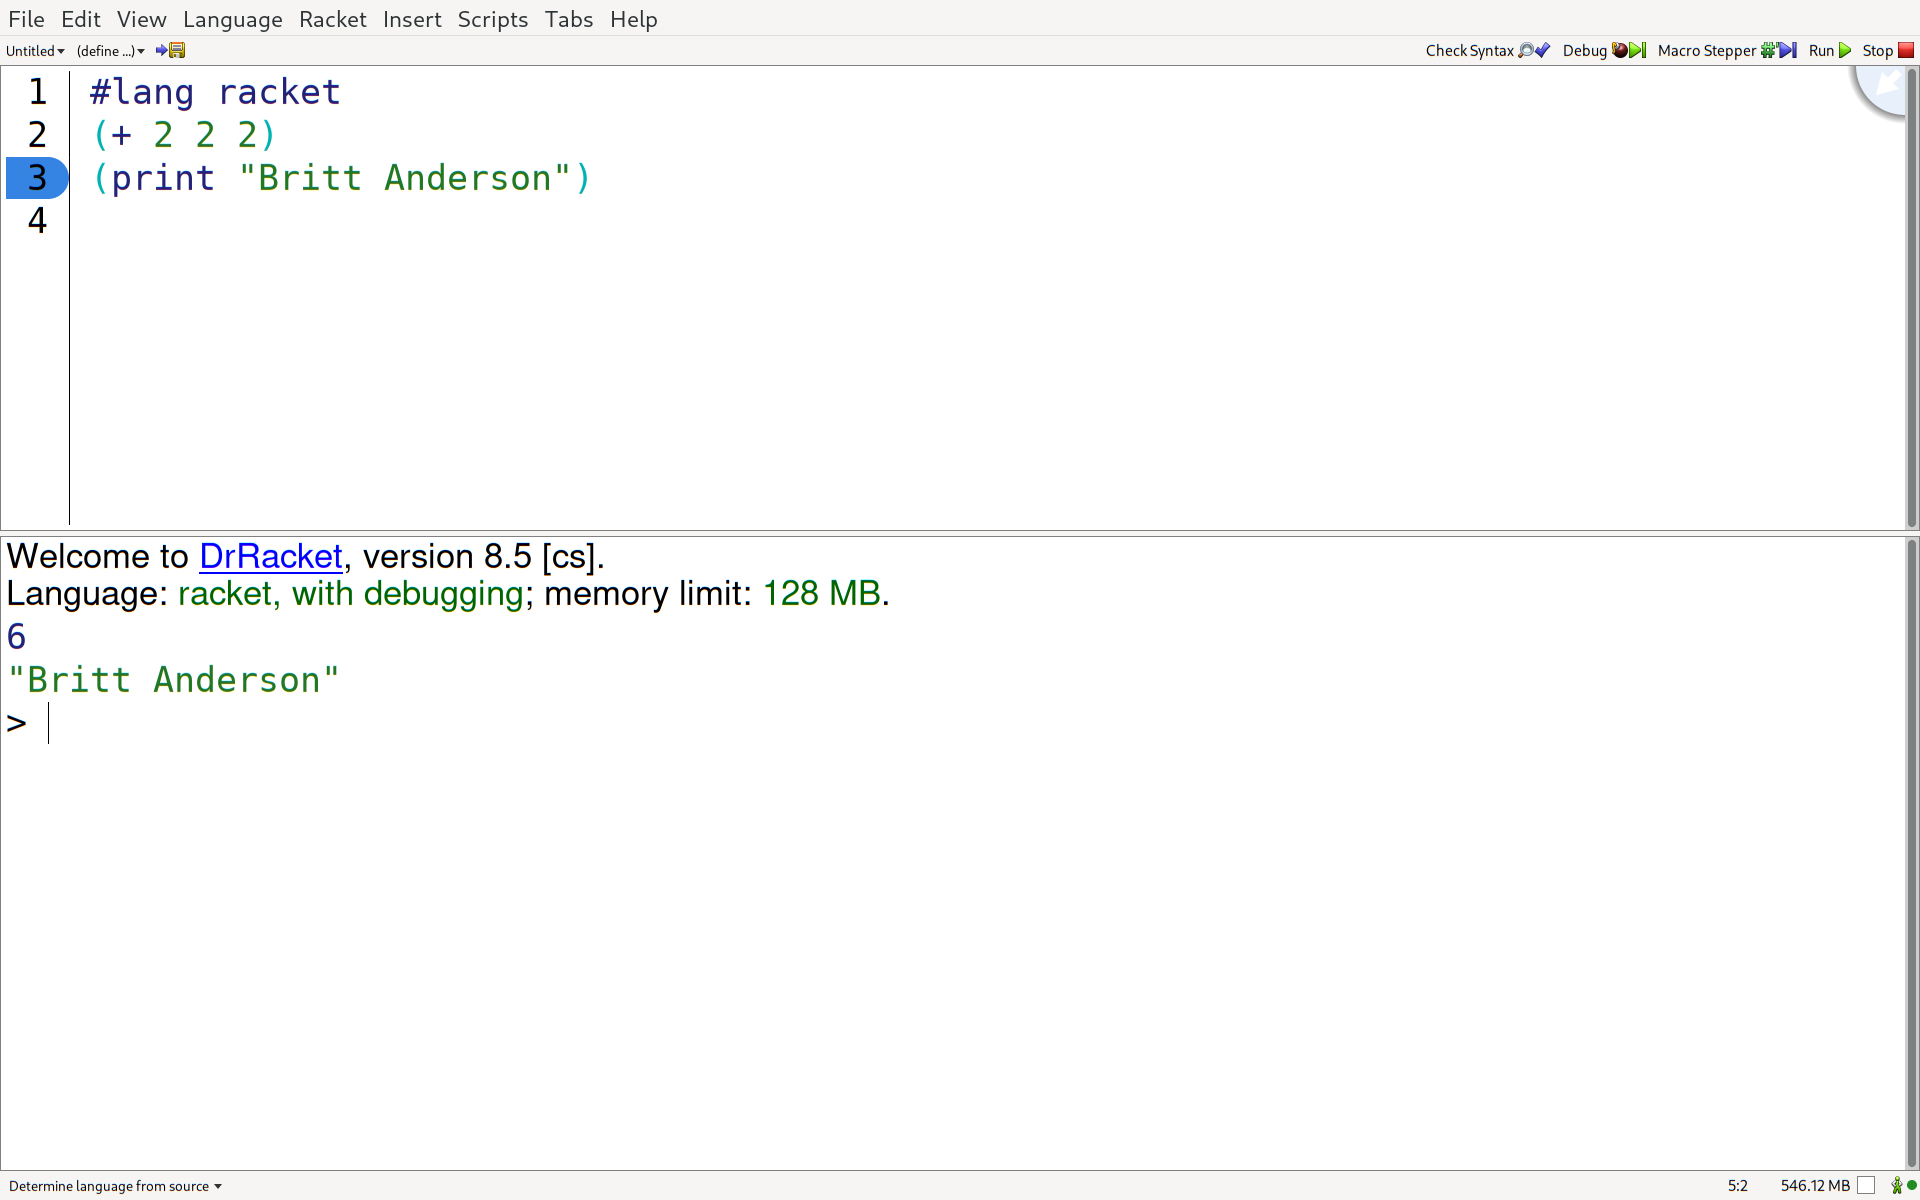 File Edit View Language Racket Insert Scripts Tabs Help
Untitled (define ...) Check Syntax Debug Macro Stepper Run Stop
1 #lang racket
2 (+ 2 2 2)
3 (print "Britt Anderson")
4
Welcome to DrRacket, version 8.5 [cs].
Language: racket, with debugging; memory limit: 128 MB.
6
"Britt Anderson"
>
Determine language from source 5:2 546.12 MB